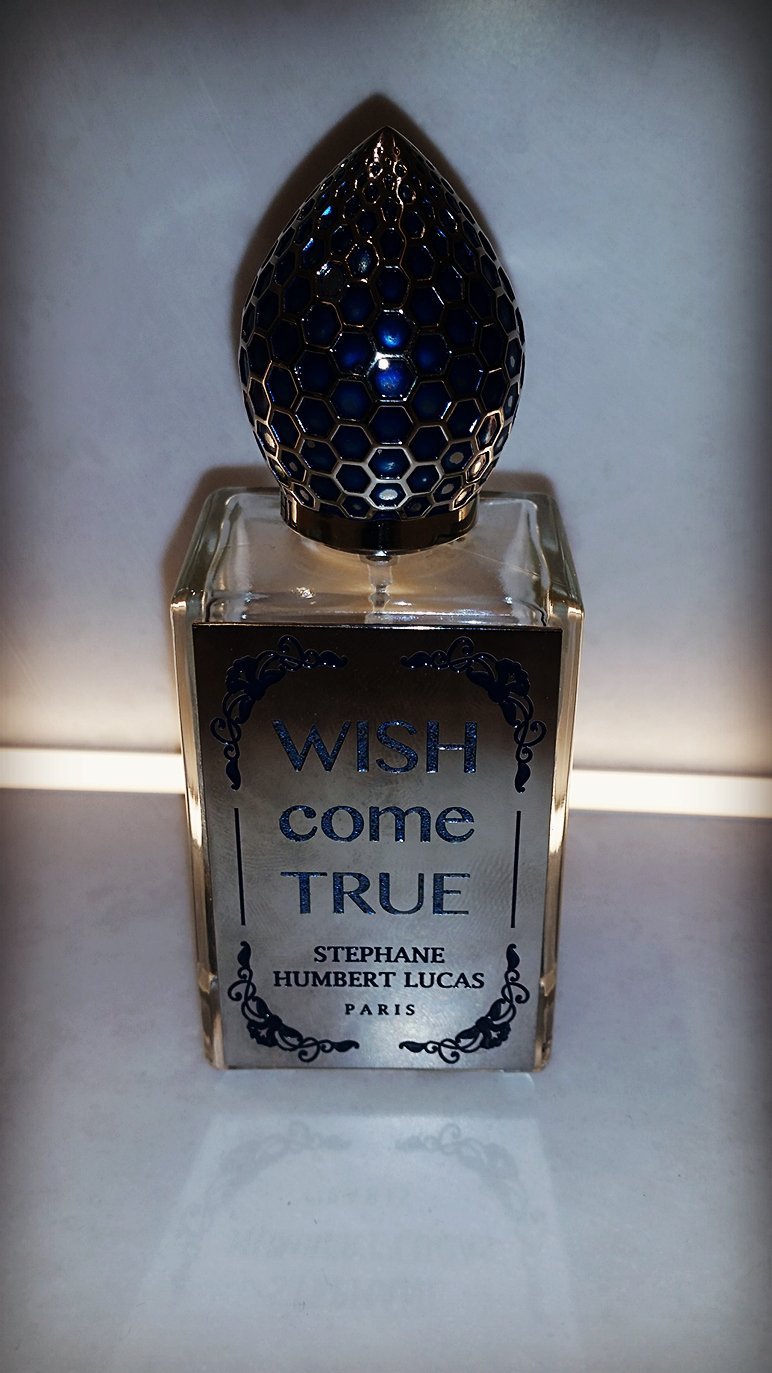 WISH
come
TRUE
STEPHANE
HUMBERT LUCAS
PARIS